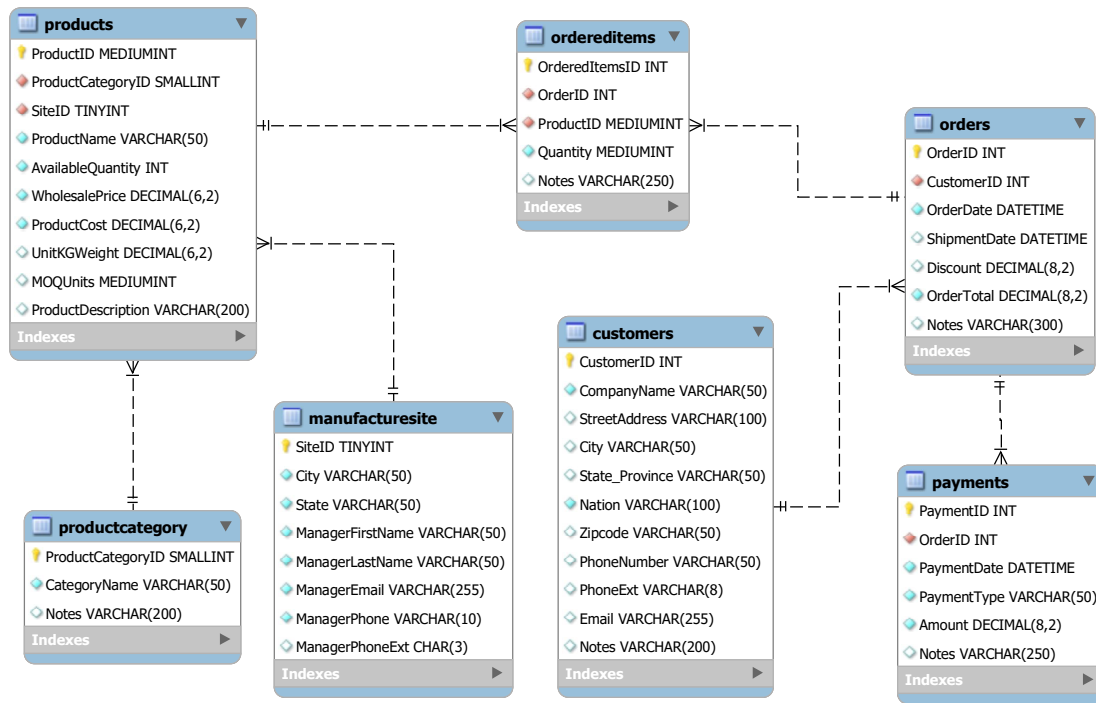 products
ProductID MEDIUMINT
ProductCategoryID SMALLINT
SiteID TINYINT
ProductName VARCHAR(50)
AvailableQuantity INT
WholesalePrice DECIMAL(6,2)
ProductCost DECIMAL(6,2)
UnitKGWeight DECIMAL(6,2)
MOQUnits MEDIUMINT
ProductDescription VARCHAR(200)
Indexes
ordereditems
OrderedItemsID INT
OrderID INT
ProductID MEDIUMINT
Quantity MEDIUMINT
Notes VARCHAR(250)
Indexes
orders
OrderID INT
CustomerID INT
OrderDate DATETIME
ShipmentDate DATETIME
Discount DECIMAL(8,2)
OrderTotal DECIMAL(8,2)
Notes VARCHAR(300)
Indexes
customers
CustomerID INT
CompanyName VARCHAR(50)
StreetAddress VARCHAR(100)
City VARCHAR(50)
State_Province VARCHAR(50)
Nation VARCHAR(100)
Zipcode VARCHAR(50)
PhoneNumber VARCHAR(50)
PhoneExt VARCHAR(8)
Email VARCHAR(255)
Notes VARCHAR(200)
Indexes
manufacturesite
SiteID TINYINT
City VARCHAR(50)
State VARCHAR(50)
ManagerFirstName VARCHAR(50)
ManagerLastName VARCHAR(50)
ManagerEmail VARCHAR(255)
ManagerPhone VARCHAR(10)
ManagerPhoneExt CHAR(3)
Indexes
productcategory
ProductCategoryID SMALLINT
CategoryName VARCHAR(50)
Notes VARCHAR(200)
Indexes
payments
PaymentID INT
OrderID INT
PaymentDate DATETIME
PaymentType VARCHAR(50)
Amount DECIMAL(8,2)
Notes VARCHAR(250)
Indexes